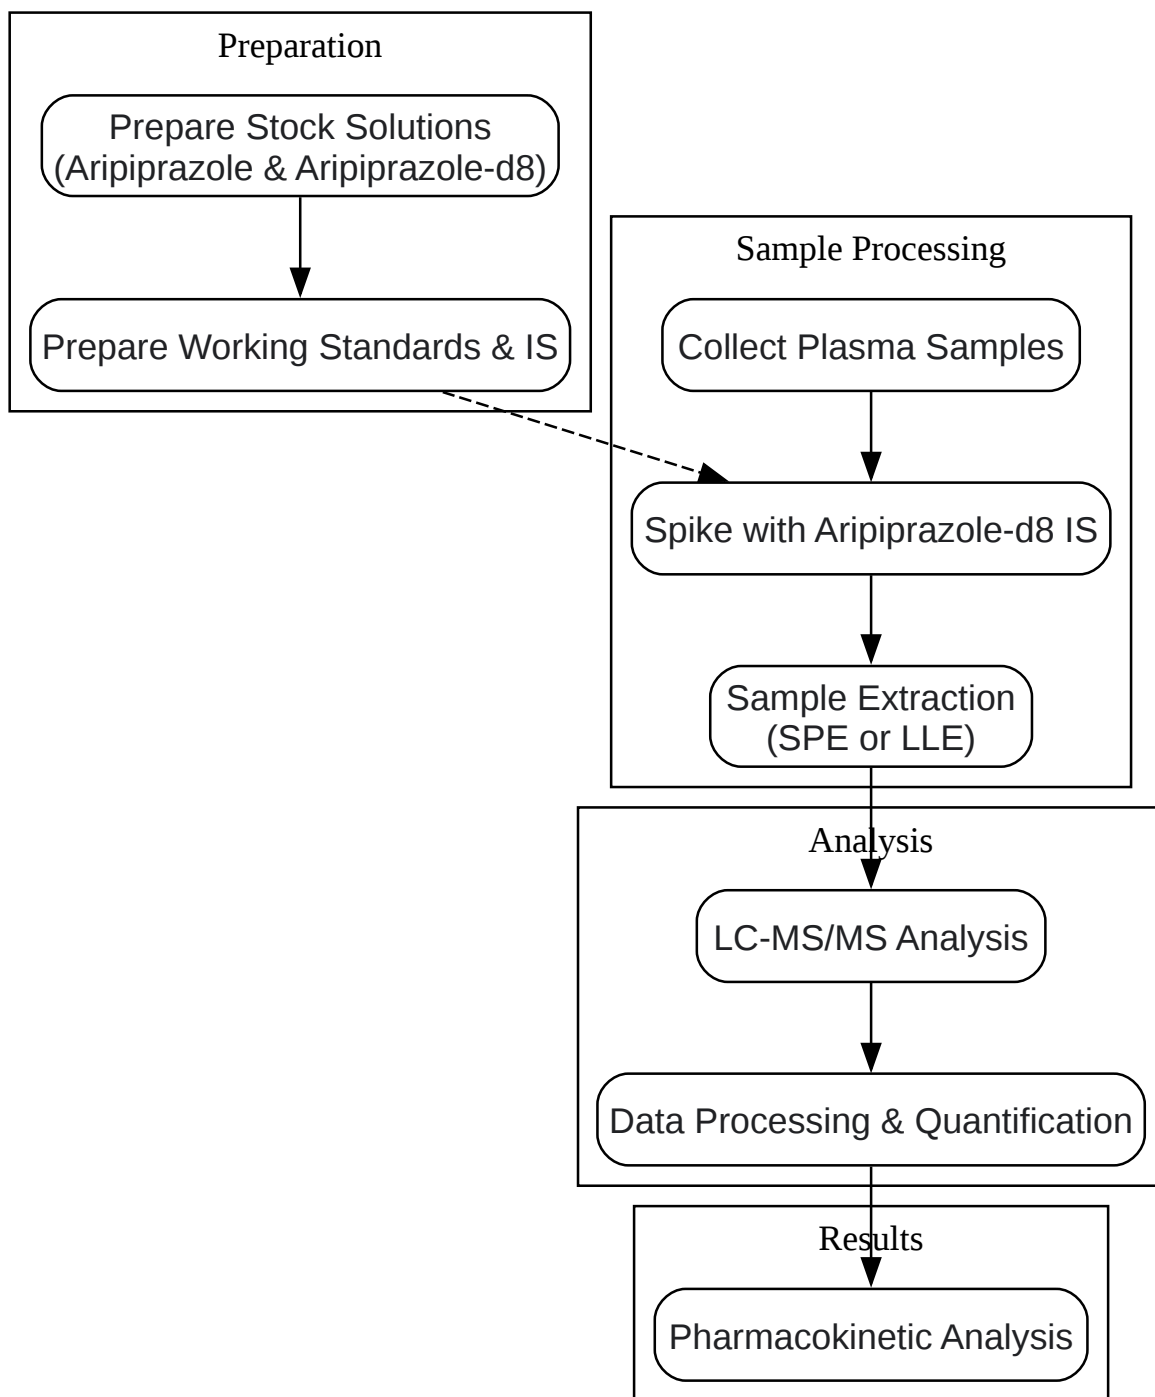 Preparation
Prepare Stock Solutions
(Aripiprazole & Aripiprazole-d8)
Prepare Working Standards & IS
Sample Processing
Collect Plasma Samples
Spike with Aripiprazole-d8 IS
Sample Extraction
(SPE or LLE)
Analysis
LC-MS/MS Analysis
Data Processing & Quantification
Results
Pharmacokinetic Analysis